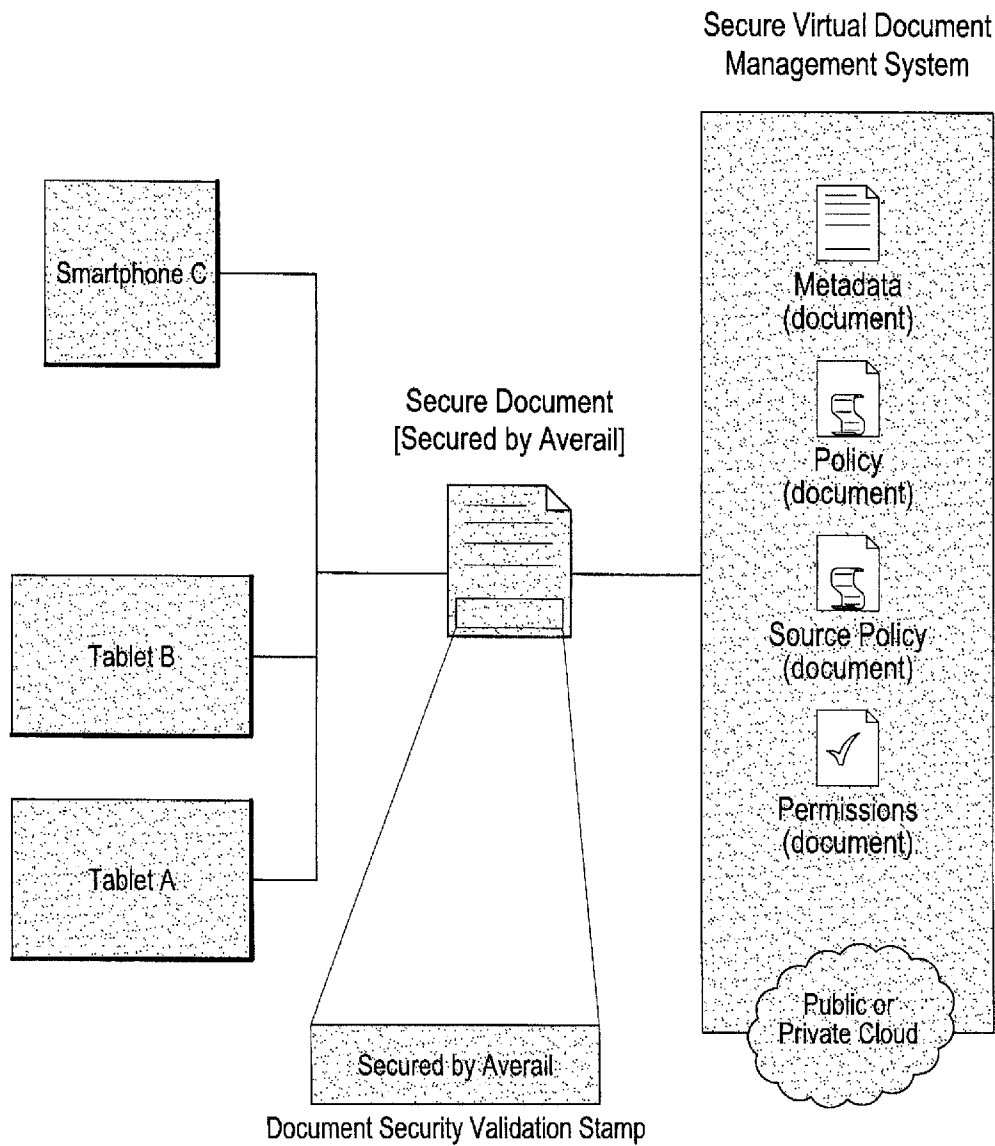 Secure Virtual Document
Management System
Smartphone C
Metadata
(document)
Secure Document
[Secured by Averail]
Policy
(document)
Source Policy
(document)
Tablet B
Permissions
(document)
Tablet A
Public or
Private Cloud
Secured by Averail
Document Security Validation Stamp